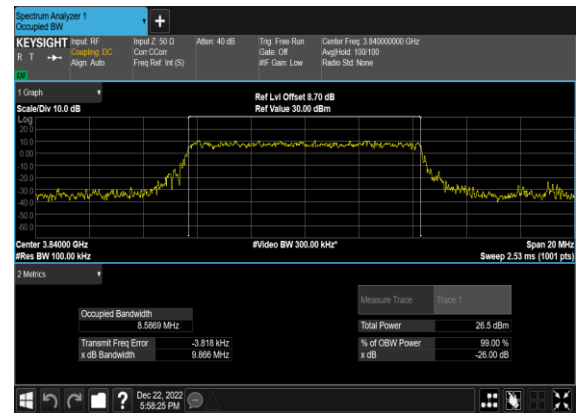 Spectrum Analyzer 1
Occupied BW
+
KEYSIGHT
R T
LW
Input: RF
Coupling: DC
Align: Auto
Input Z: 50 Ω
Corr CCorr
Freq Ref: Int (S)
Atten: 40 dB
Trig: Free Run
Gate: Off
#IF Gain: Low
Center Freq: 3.840000000 GHz
Avg|Hold: 100/100
Radio Std: None
1 Graph
Scale/Div 10.0 dB
Ref Lvl Offset 8.70 dB
Ref Value 30.00 dBm
Log
20.0
10.0
0.00
-10.0
-20.0
-30.0
-40.0
-50.0
-60.0
Center 3.84000 GHz
#Res BW 100.00 kHz
#Video BW 300.00 kHz*
Span 20 MHz
Sweep 2.53 ms (1001 pts)
2 Metrics
Measure Trace Trace 1
Occupied Bandwidth
8.5869 MHz
Total Power 26.5 dBm
Transmit Freq Error -3.818 kHz
x dB Bandwidth 9.866 MHz
% of OBW Power 99.00 %
x dB -26.00 dB
?
Dec 22, 2022
5:58:25 PM